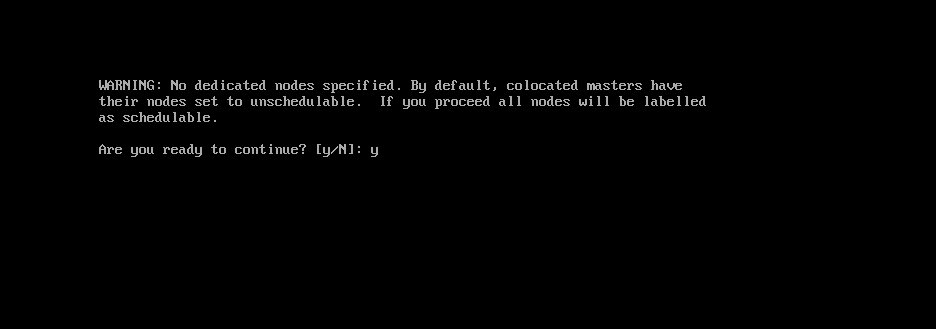 WARNING: No dedicated nodes specified. By default, colocated masters have
their nodes set to unschedulable.  If you proceed all nodes will be labelled
as schedulable.
Are you ready to continue? [y/N]: y